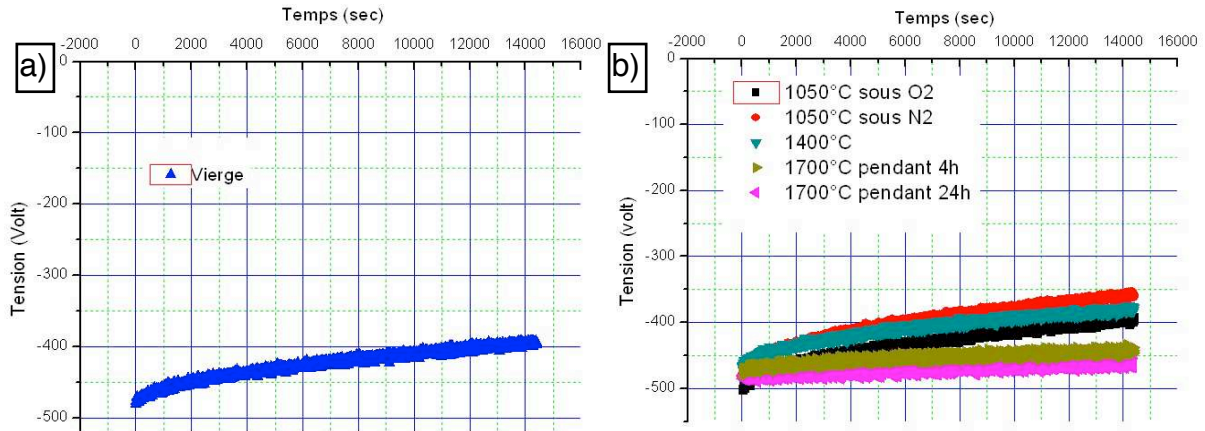 a)
Temps (sec)
-2000 0 2000 4000 6000 8000 10000 12000 14000 16000
0
-100
-200
-300
-400
-500
Tension (Volt)
Vierge
b)
Temps (sec)
-2000 0 2000 4000 6000 8000 10000 12000 14000 16000
0
-100
-200
-300
-400
-500
Tension (volt)
1050°C sous O2
1050°C sous N2
1400°C
1700°C pendant 4h
1700°C pendant 24h